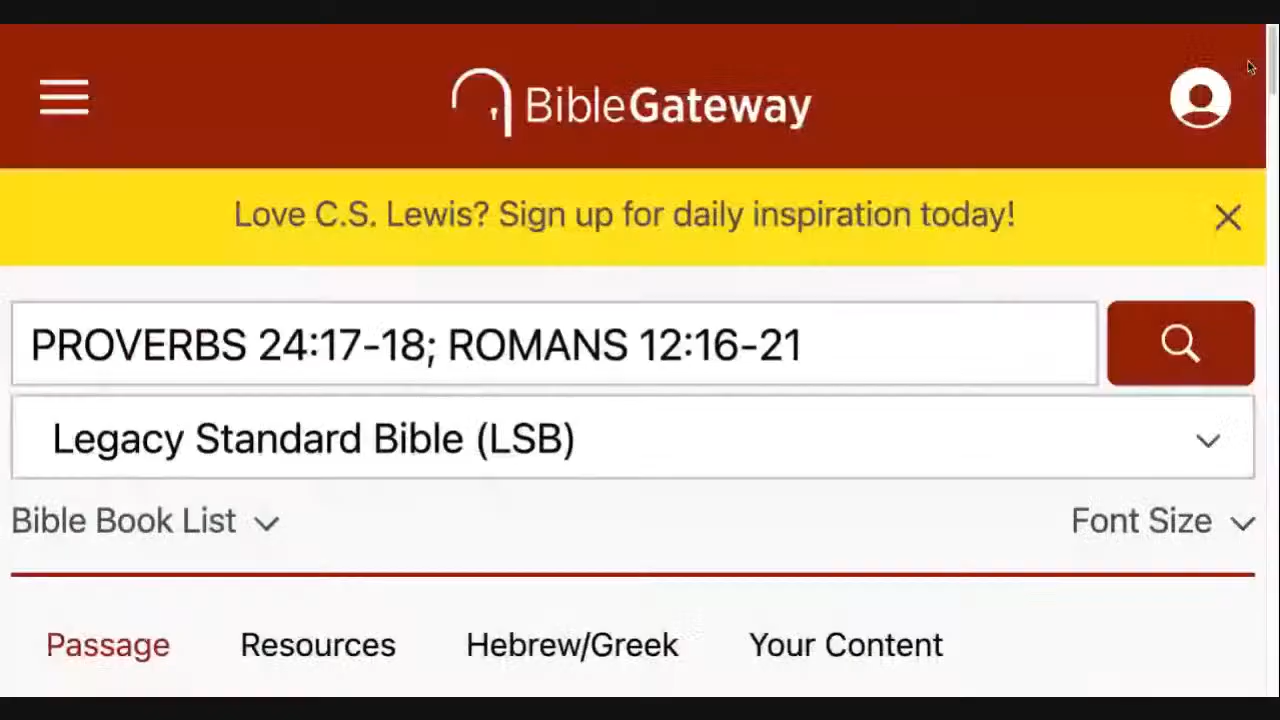 BibleGateway
Love C.S. Lewis? Sign up for daily inspiration today!
PROVERBS 24:17-18; ROMANS 12:16-21
Legacy Standard Bible (LSB)
Bible Book List
Font Size
Passage Resources Hebrew/Greek Your Content